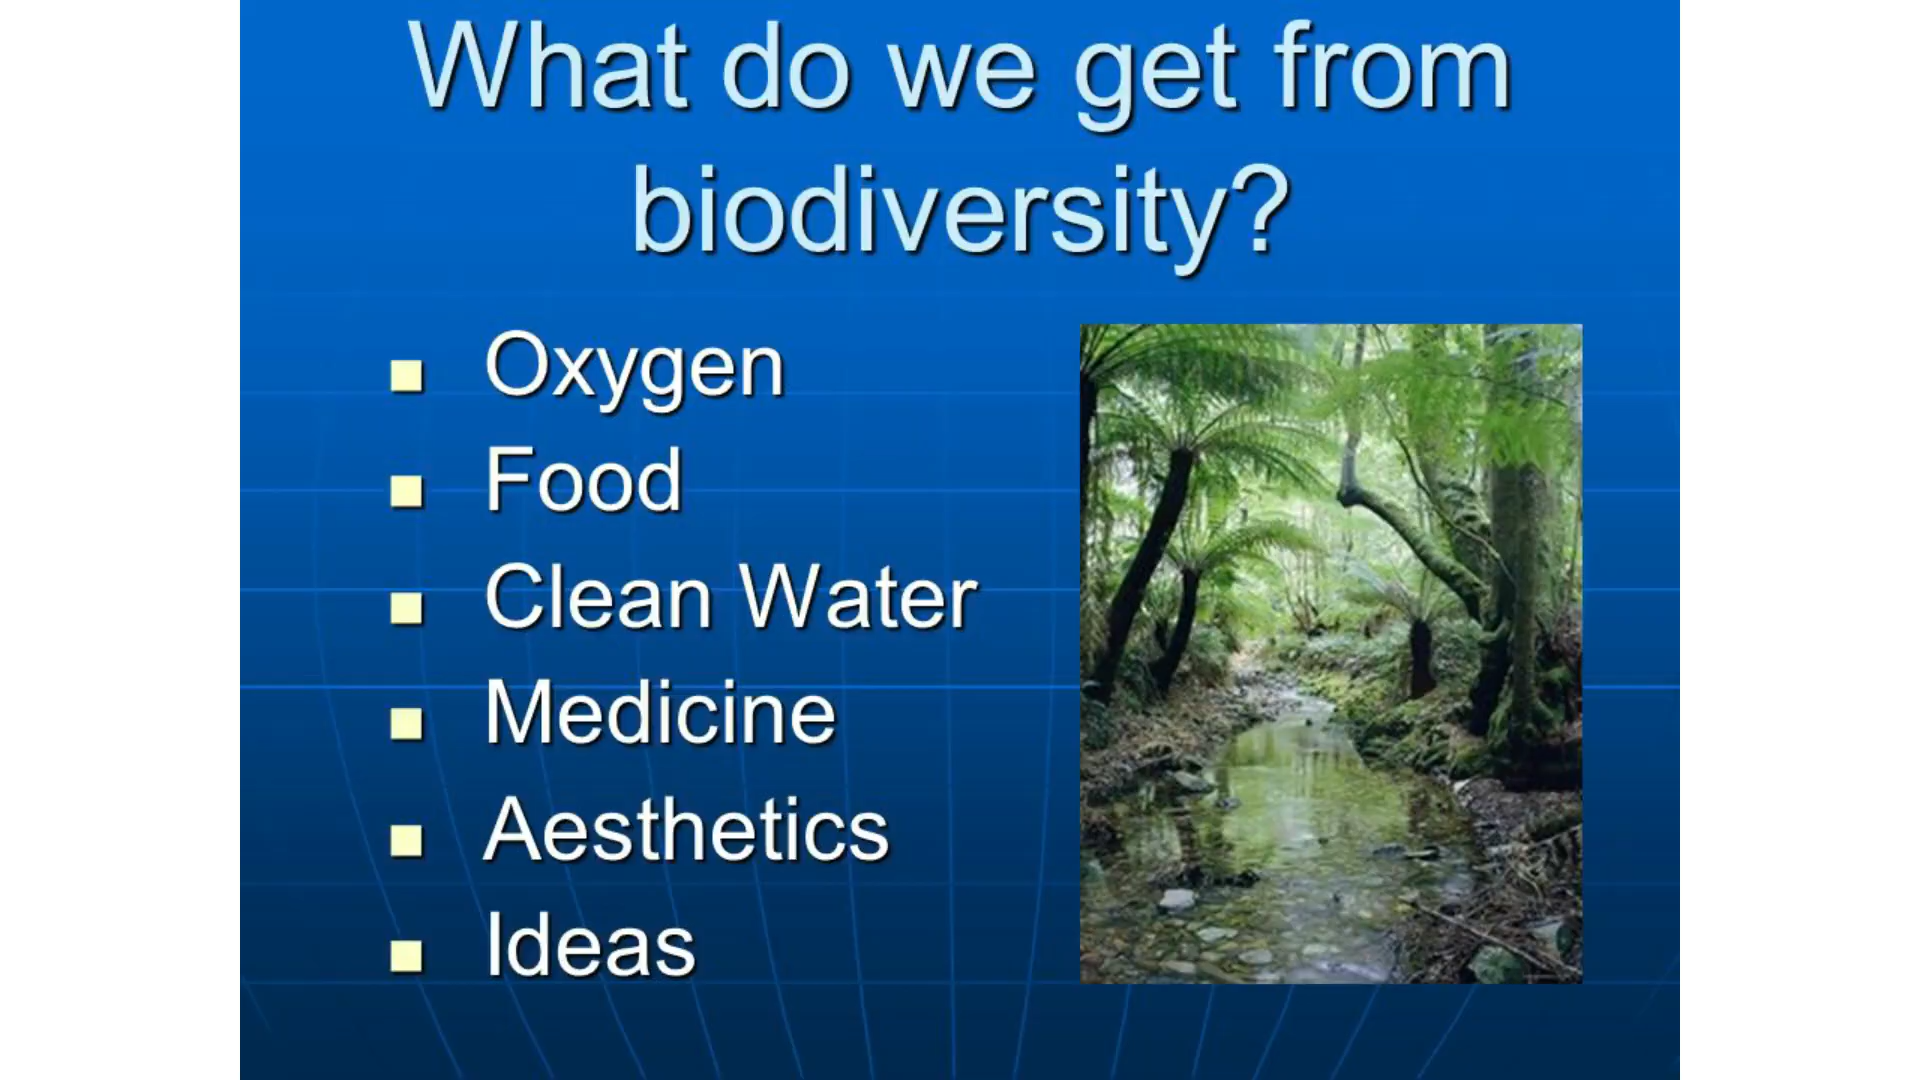 What do we get from
biodiversity?
Oxygen
Food
Clean Water
Medicine
Aesthetics
Ideas